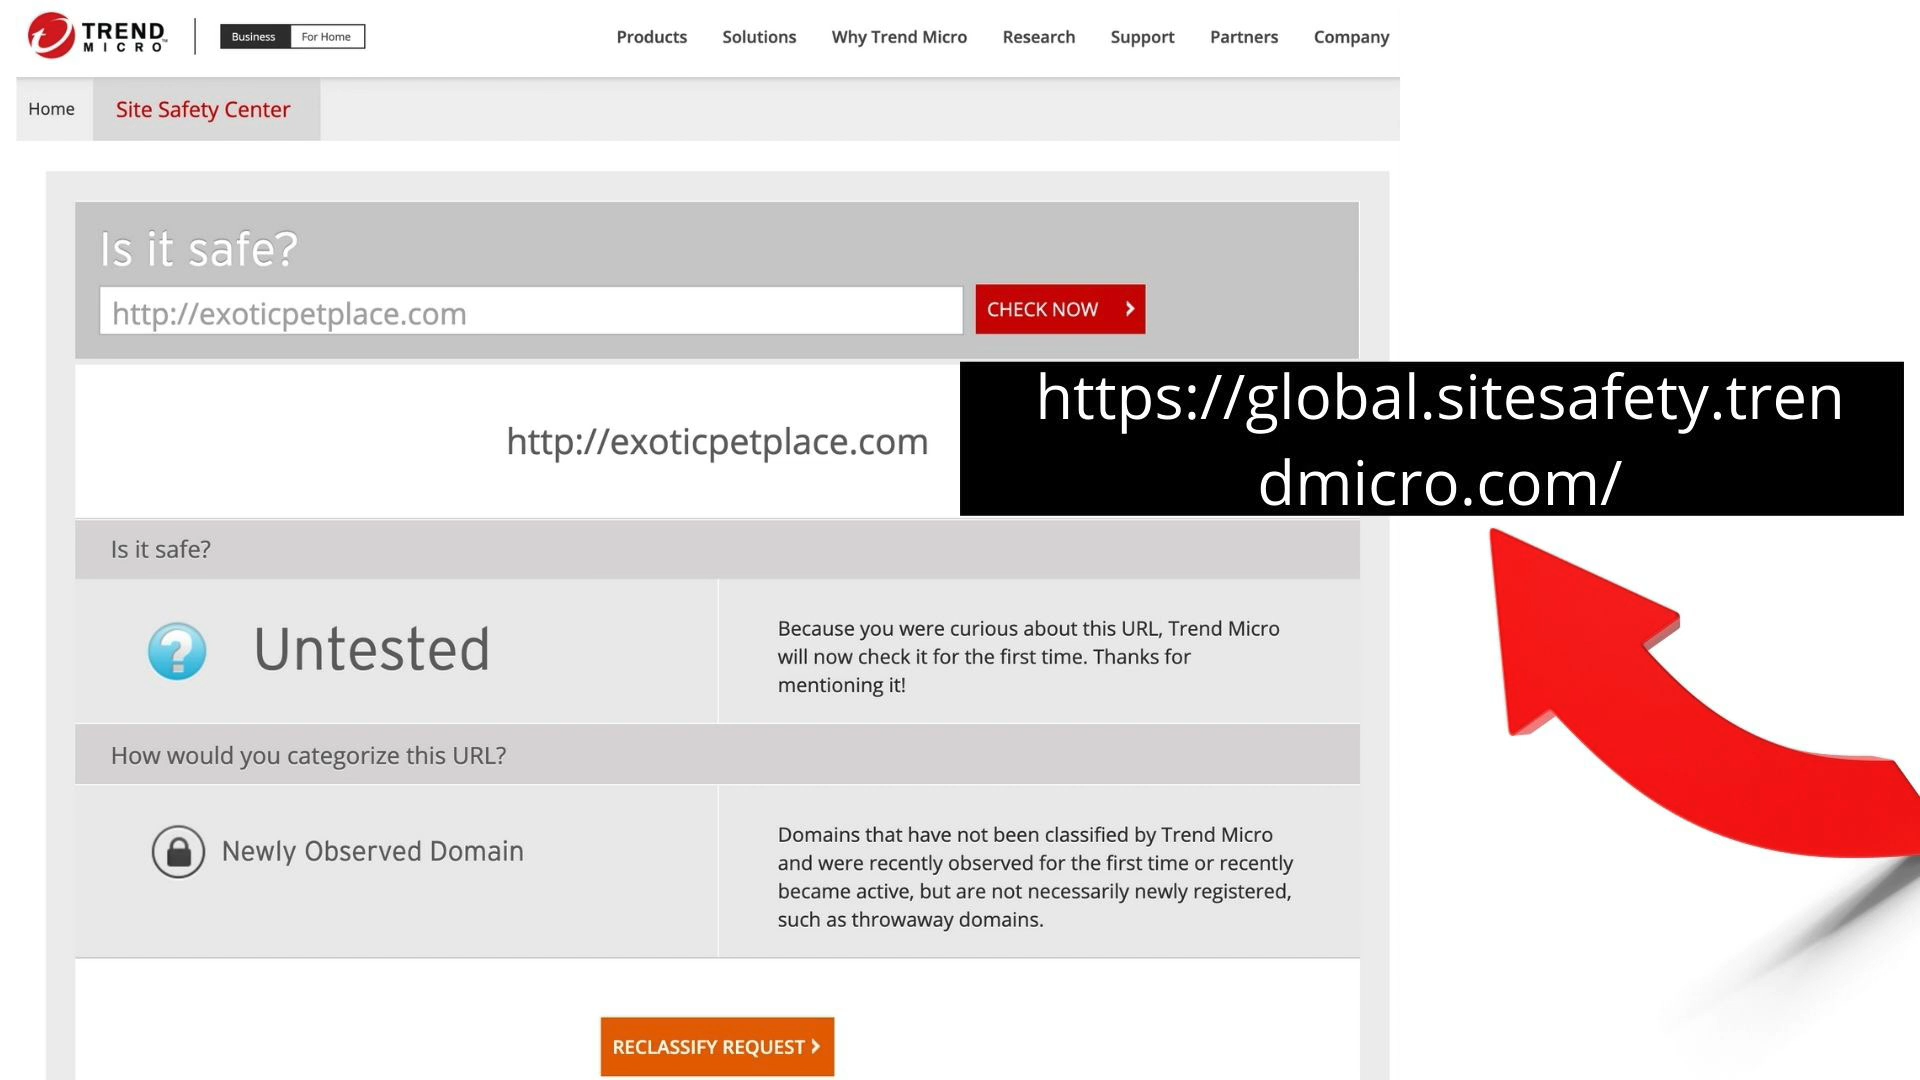 TREND
MICRO™
Business
For Home
Products
Solutions
Why Trend Micro
Research
Support
Partners
Company
Home
Site Safety Center
Is it safe?
http://exoticpetplace.com
CHECK NOW
http://exoticpetplace.com
https://global.sitesafety.tren
dmicro.com/
Is it safe?
Untested
Because you were curious about this URL, Trend Micro
will now check it for the first time. Thanks for
mentioning it!
How would you categorize this URL?
Newly Observed Domain
Domains that have not been classified by Trend Micro
and were recently observed for the first time or recently
became active, but are not necessarily newly registered,
such as throwaway domains.
RECLASSIFY REQUEST